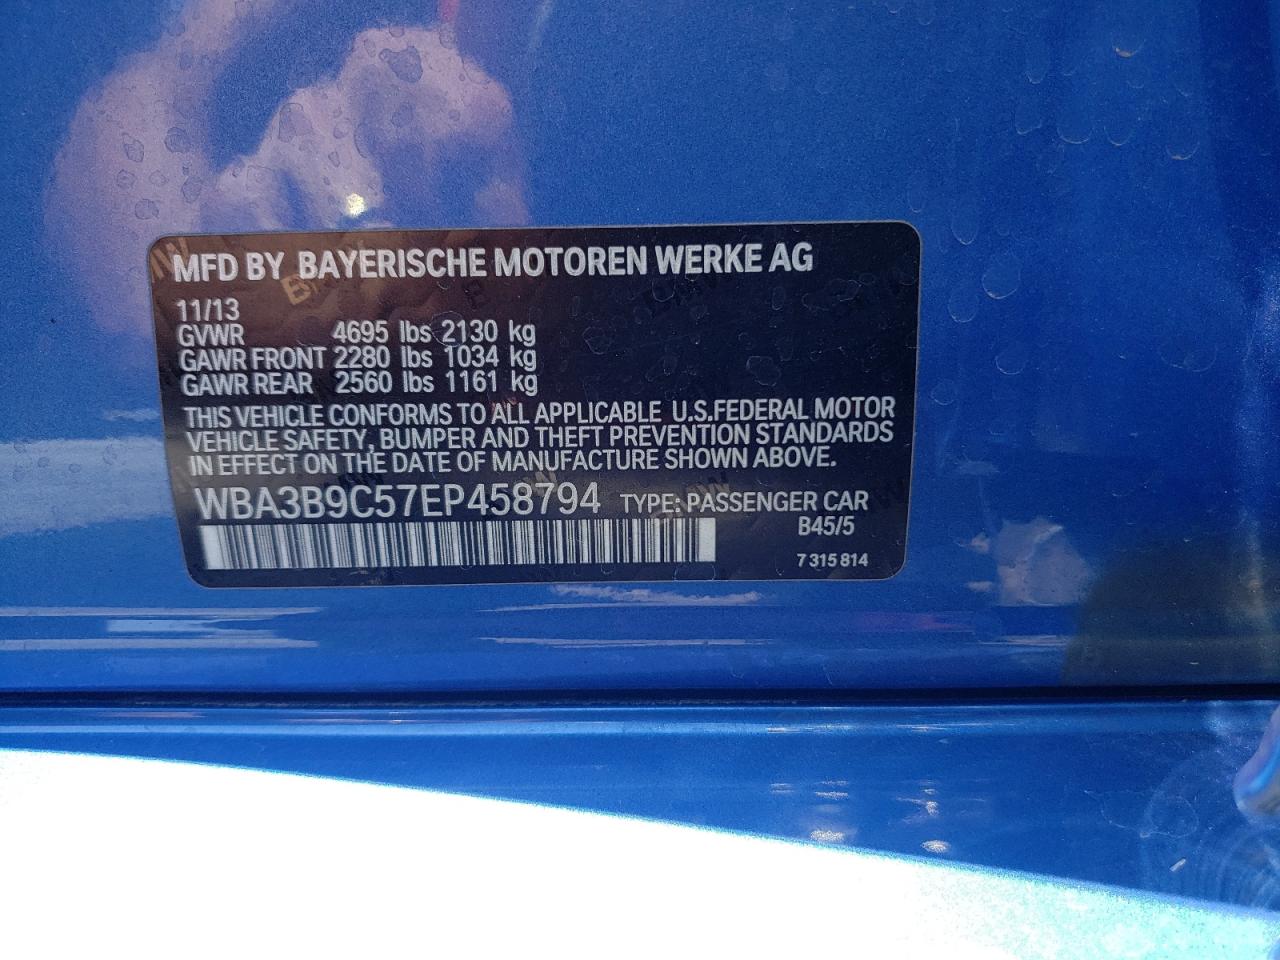 MFD BY BAYERISCHE MOTOREN WERKE AG
11/13
GVWR 4695 lbs 2130 kg
GAWR FRONT 2280 lbs 1034 kg
GAWR REAR 2560 lbs 1161 kg
THIS VEHICLE CONFORMS TO ALL APPLICABLE U.S.FEDERAL MOTOR
VEHICLE SAFETY, BUMPER AND THEFT PREVENTION STANDARDS
IN EFFECT ON THE DATE OF MANUFACTURE SHOWN ABOVE.
WBA3B9C57EP458794 TYPE: PASSENGER CAR
B45/5
7 315 814